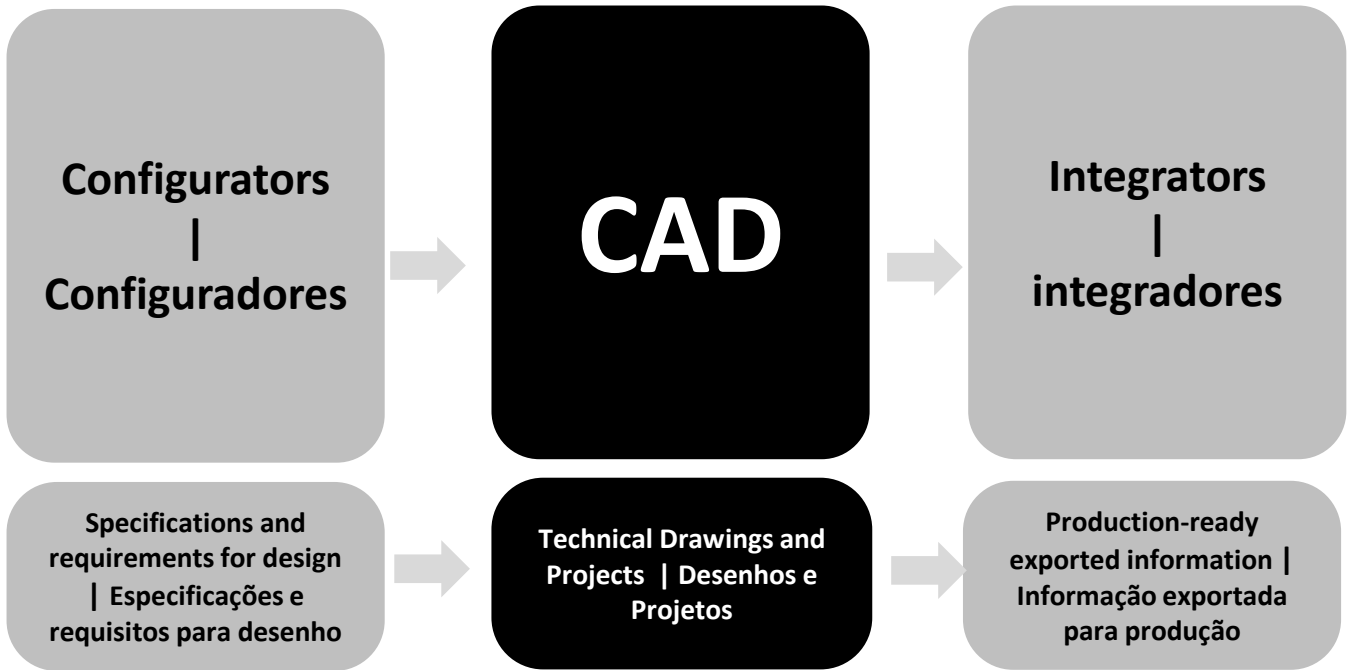 Configurators
|
Configuradores
CAD
Integrators
|
integradores
Specifications and
requirements for design
| Especificações e
requisitos para desenho
Technical Drawings and
Projects | Desenhos e
Projetos
Production-ready
exported information |
Informação exportada
para produção